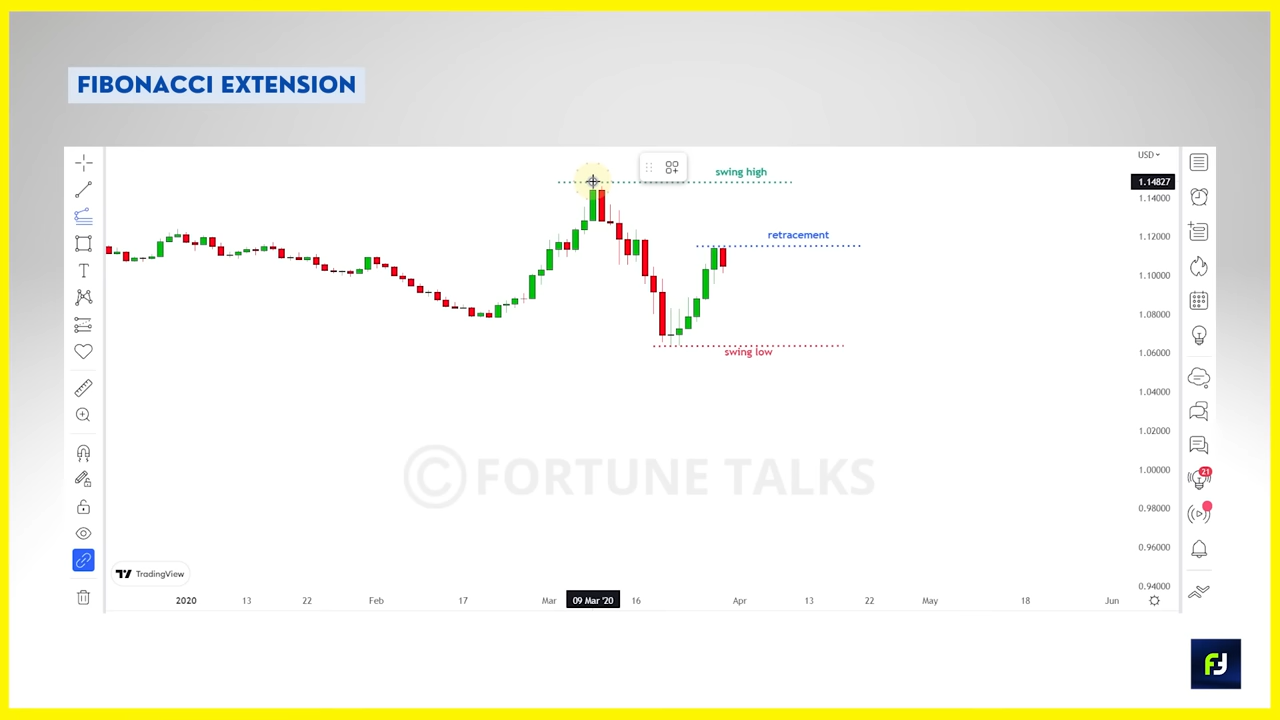 FIBONACCI EXTENSION
USD
swing high
1.14827
1.14000
retracement
1.12000
1.10000
1.08000
swing low
1.06000
1.04000
1.02000
© FORTUNE TALKS
1.00000
21
0.98000
0.96000
TradingView
0.94000
2020 13 22 Feb 17 Mar 09 Mar '20 16 Apr 13 22 May 18 Jun